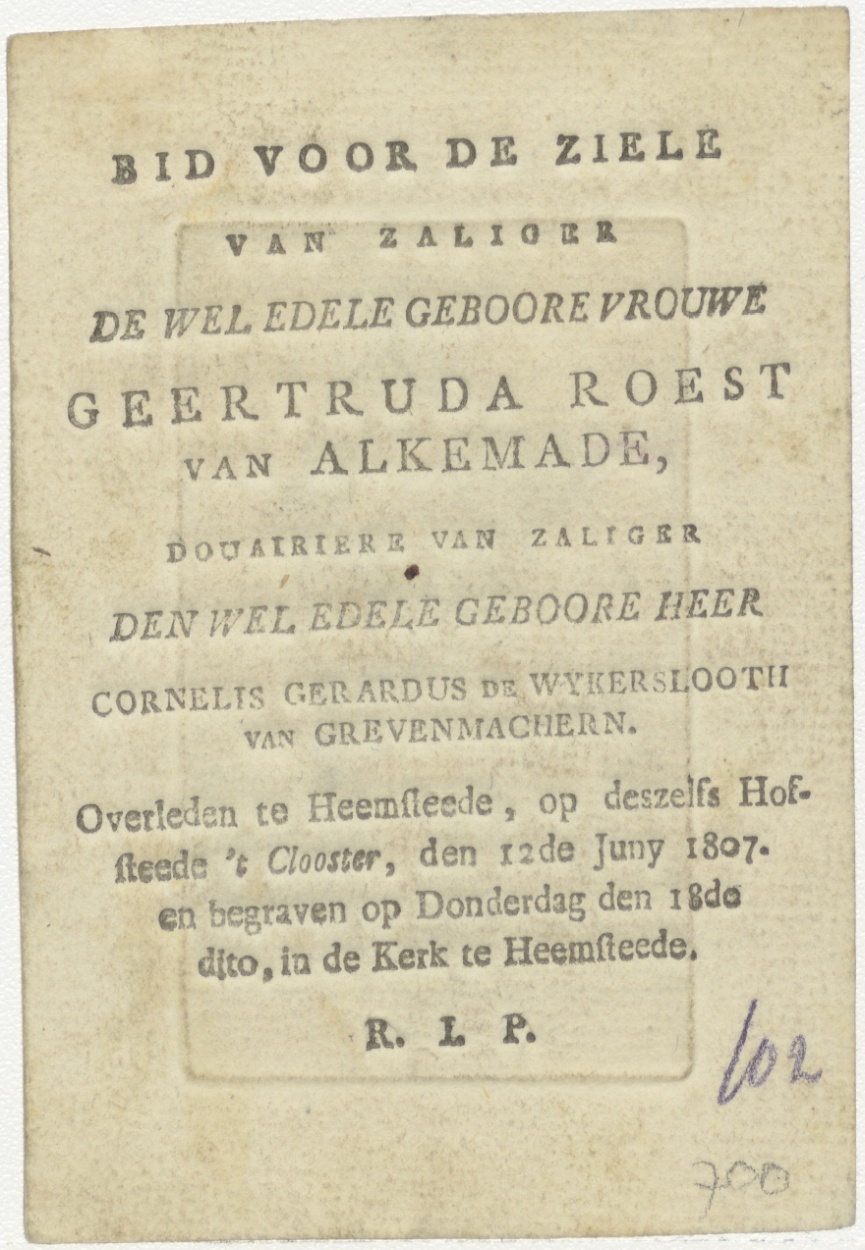 BID VOOR DE ZIELE
VAN ZALIGER
DE WEL EDELE GEBOORE VROUWE
GEERTRUDA ROEST
VAN ALKEMADE,
DOUAIRIERE VAN ZALIGER
DEN WEL EDELE GEBOORE HEER
CORNELIS GERARDUS DE WYKERSLOOTH
VAN GREVENMACHERN.
Overleden te Heemſteede, op deszelfs Hof-
ſteede 't Clooster, den 12de Juny 1807.
en begraven op Donderdag den 18de
dito, in de Kerk te Heemſteede.
R. I. P.
102
700